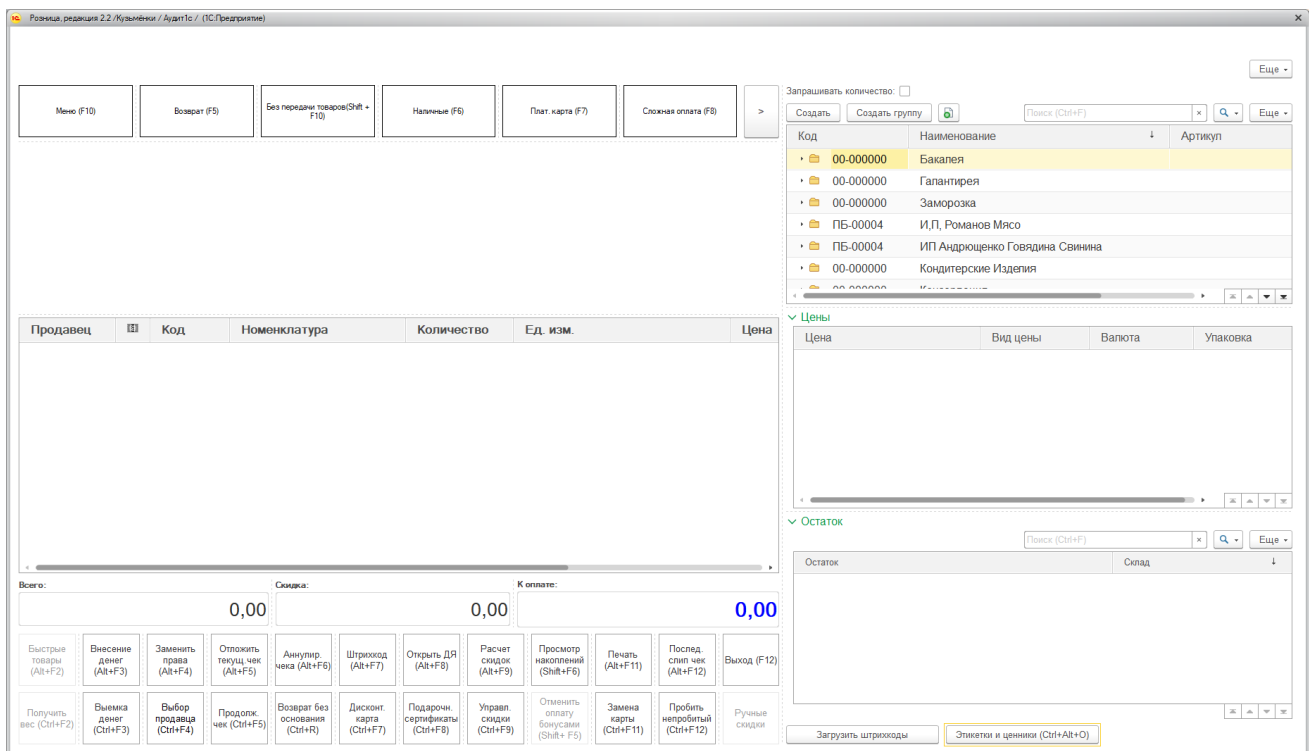 Розница, редакция 2.2 /Кузьмёнки / Аудит1с / (1С:Предприятие)
Еще
Меню (F10)
Возврат (F5)
Без передачи товаров(Shift +
F10)
Наличные (F6)
Плат. карта (F7)
Сложная оплата (F8)
>
Запрашивать количество:
Создать
Создать группу
Поиск (Ctrl+F)
Еще
Код Наименование Артикул
00-000000 Бакалея
00-000000 Галантирея
00-000000 Заморозка
ПБ-00004 И,П, Романов Мясо
ПБ-00004 ИП Андрющенко Говядина Свинина
00-000000 Кондитерские Изделия
Цены
Цена Вид цены Валюта Упаковка
Продавец Код Номенклатура Количество Ед. изм. Цена
Остаток
Поиск (Ctrl+F)
Еще
Остаток Склад
Всего: Скидка: К оплате:
0,00 0,00 0,00
Быстрые
товары
(Alt+F2)
Внесение
денег
(Alt+F3)
Заменить
права
(Alt+F4)
Отложить
текущ.чек
(Alt+F5)
Аннулир.
чека (Alt+F6)
Штрихкод
(Alt+F7)
Открыть ДЯ
(Alt+F8)
Расчет
скидок
(Alt+F9)
Просмотр
накоплений
(Shift+F6)
Печать
(Alt+F11)
Послед.
слип чек
(Alt+F12)
Выход (F12)
Получить
вес (Ctrl+F2)
Выемка
денег
(Ctrl+F3)
Выбор
продавца
(Ctrl+F4)
Продолж.
чек (Ctrl+F5)
Возврат без
основания
(Ctrl+R)
Дисконт.
карта
(Ctrl+F7)
Подарочн.
сертификаты
(Ctrl+F8)
Управл.
скидки
(Ctrl+F9)
Отменить
оплату
бонусами
(Shift+ F5)
Замена
карты
(Ctrl+F11)
Пробить
непробитый
(Ctrl+F12)
Ручные
скидки
Загрузить штрихкоды
Этикетки и ценники (Ctrl+Alt+O)